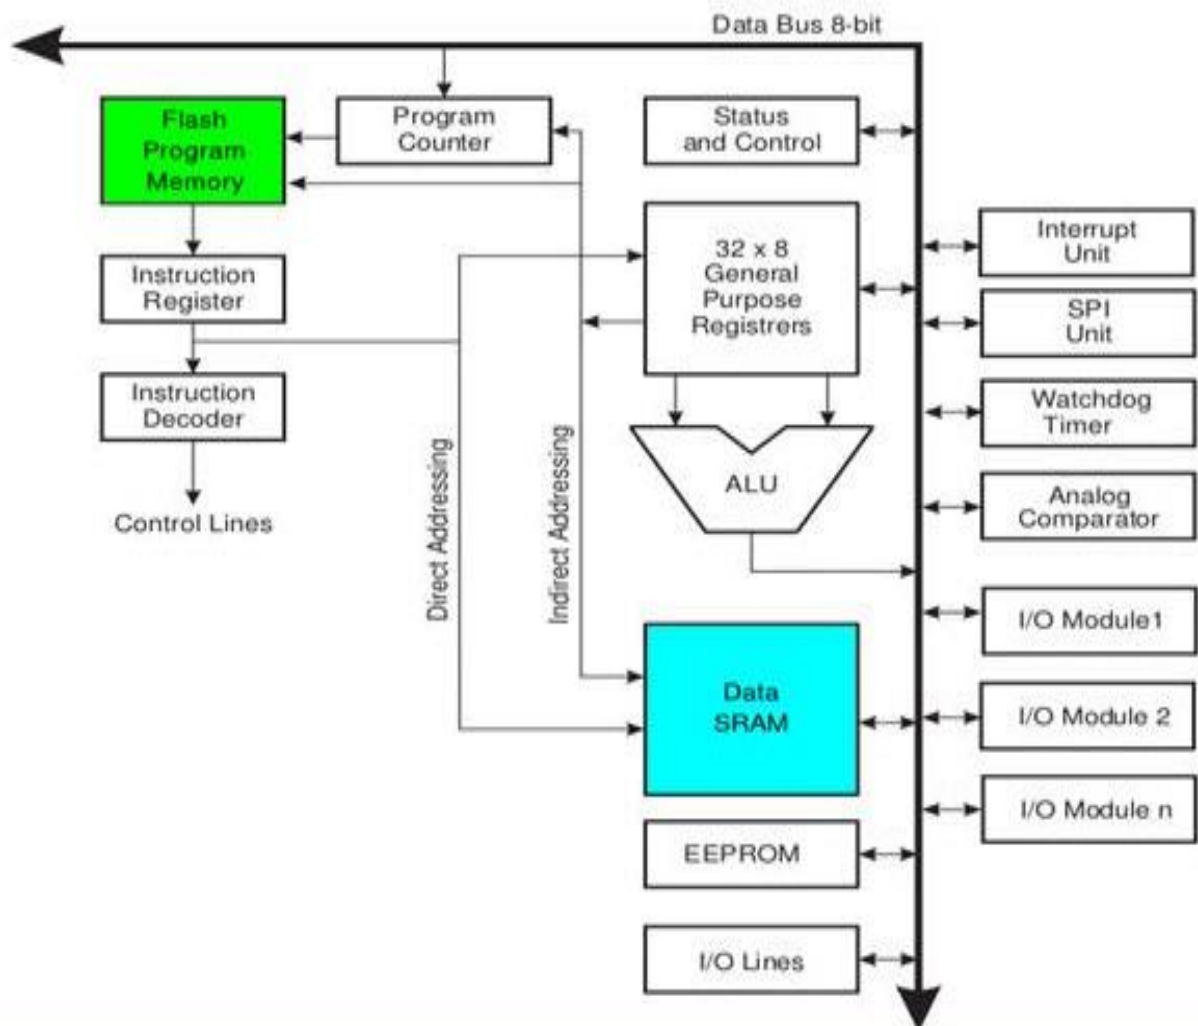 Data Bus 8-bit
Flash
Program
Memory
Program
Counter
Status
and Control
Interrupt
Unit
32 x 8
General
Purpose
Registrers
Instruction
Register
SPI
Unit
Instruction
Decoder
Watchdog
Timer
ALU
Analog
Comparator
Control Lines
Direct Addressing
Indirect Addressing
I/O Module1
Data
SRAM
I/O Module 2
I/O Module n
EEPROM
I/O Lines